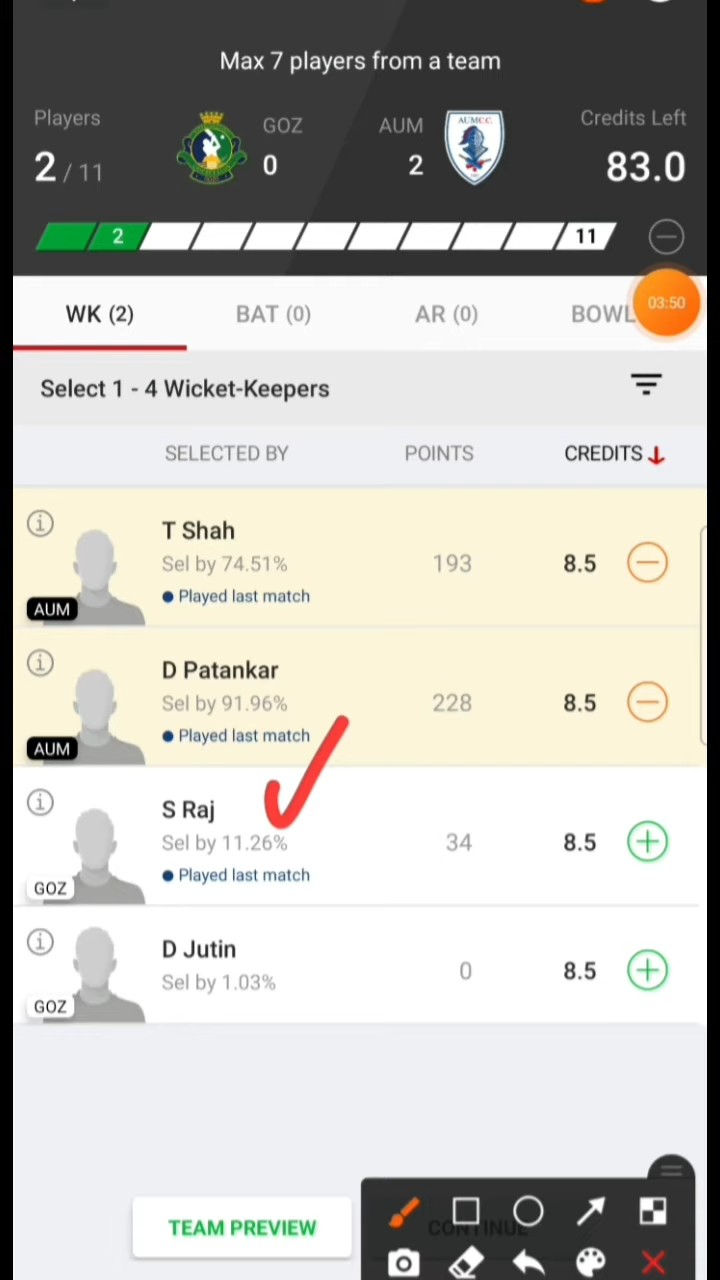 Max 7 players from a team
Players GOZ AUM AUMCC Credits Left
2 / 11 0 2 83.0
2 11
03:50
WK (2) BAT (0) AR (0) BOWL
Select 1 - 4 Wicket-Keepers
SELECTED BY POINTS CREDITS
T Shah
Sel by 74.51% 193 8.5
Played last match
AUM
D Patankar
Sel by 91.96% 228 8.5
Played last match
AUM
S Raj
Sel by 11.26% 34 8.5
Played last match
GOZ
D Jutin
Sel by 1.03% 0 8.5
GOZ
TEAM PREVIEW CONTINUE